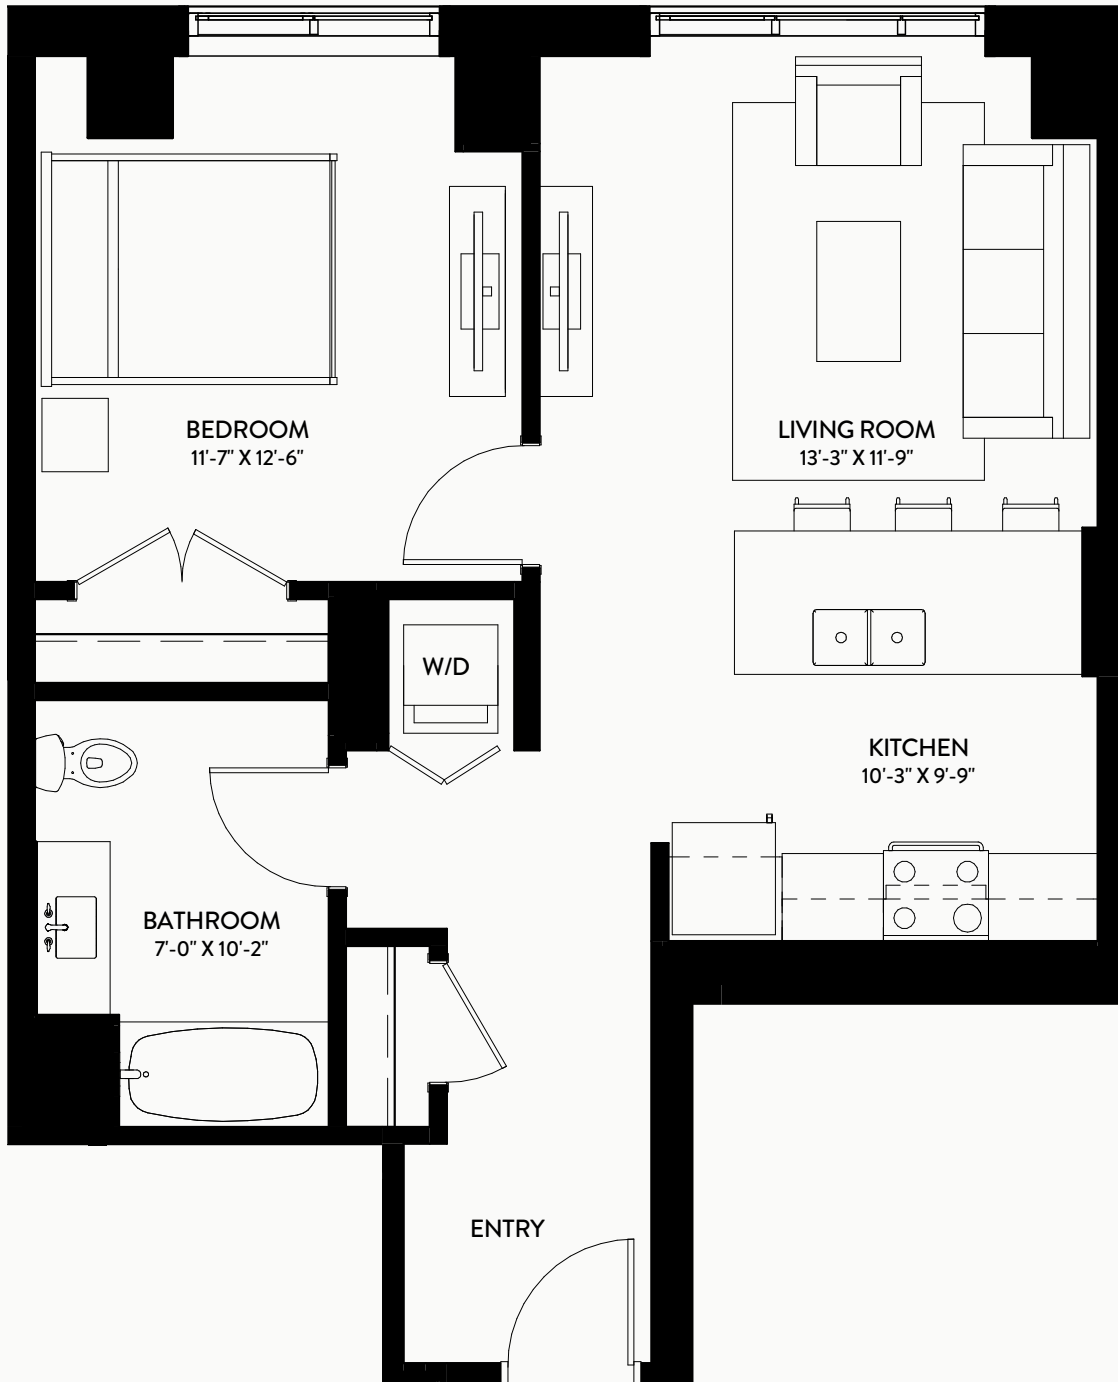 BEDROOM
11'-7" X 12'-6"
LIVING ROOM
13'-3" X 11'-9"
W/D
KITCHEN
10'-3" X 9'-9"
BATHROOM
7'-0" X 10'-2"
ENTRY